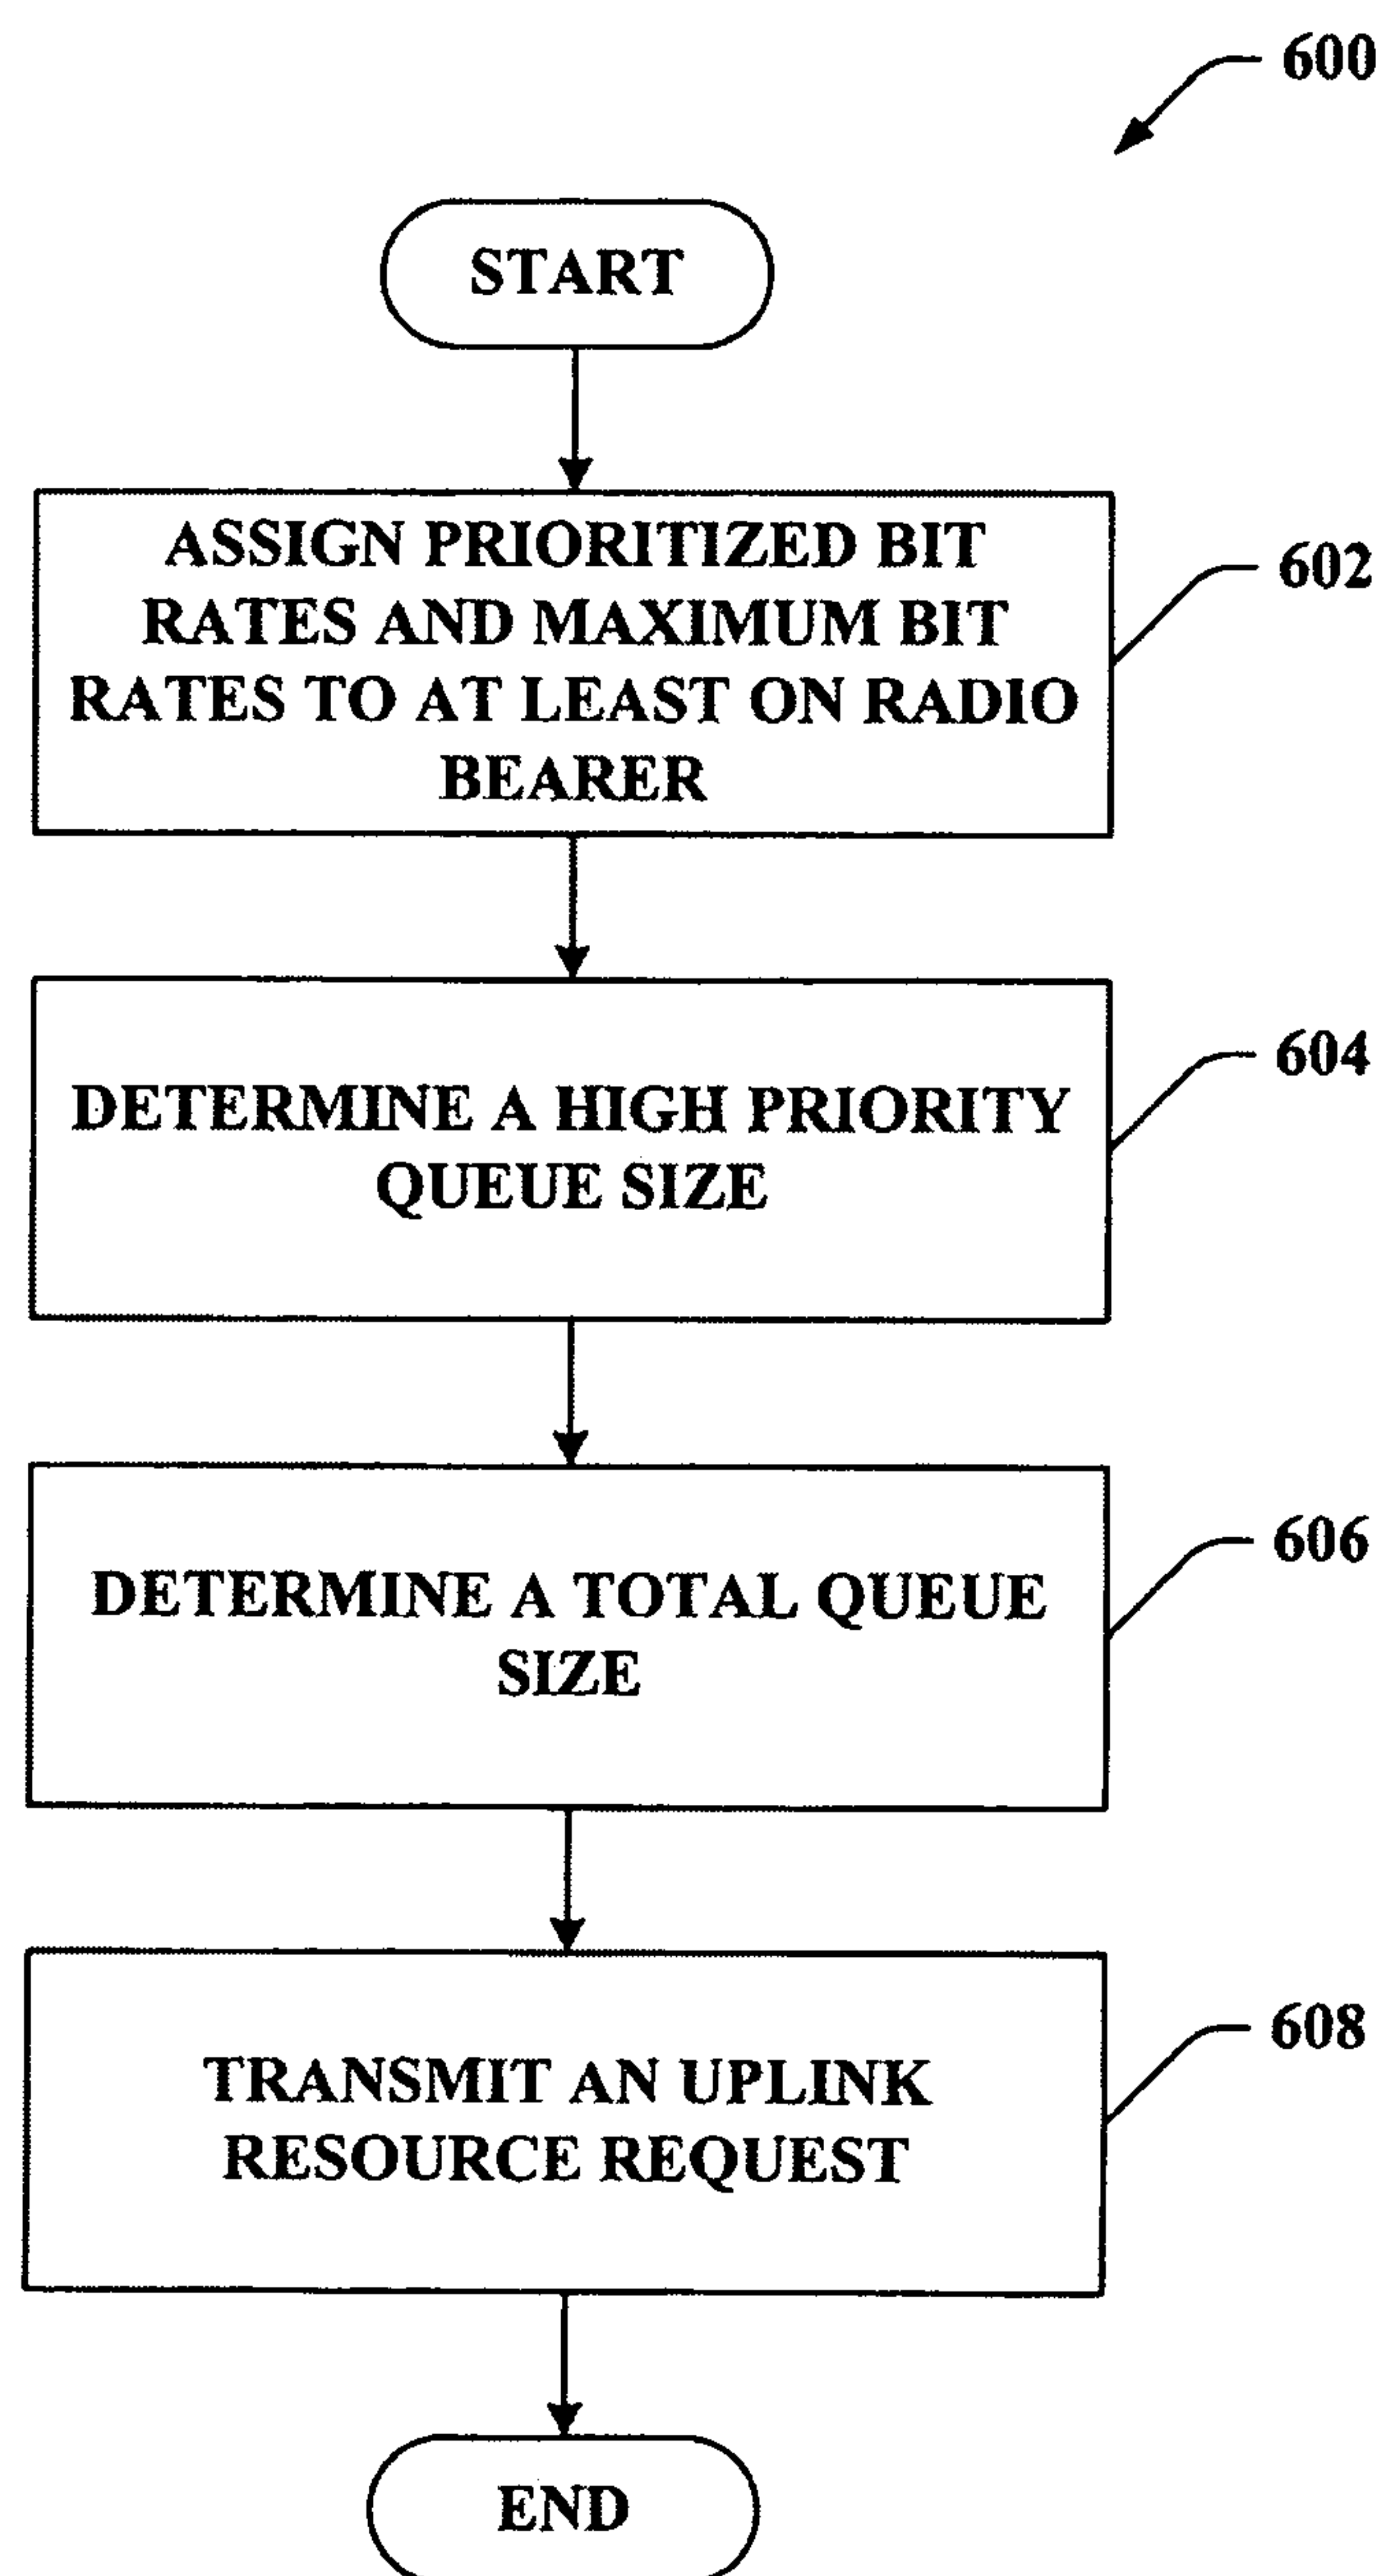 600
START
ASSIGN PRIORITIZED BIT
RATES AND MAXIMUM BIT
RATES TO AT LEAST ON RADIO
BEARER
602
DETERMINE A HIGH PRIORITY
QUEUE SIZE
604
DETERMINE A TOTAL QUEUE
SIZE
606
TRANSMIT AN UPLINK
RESOURCE REQUEST
608
END